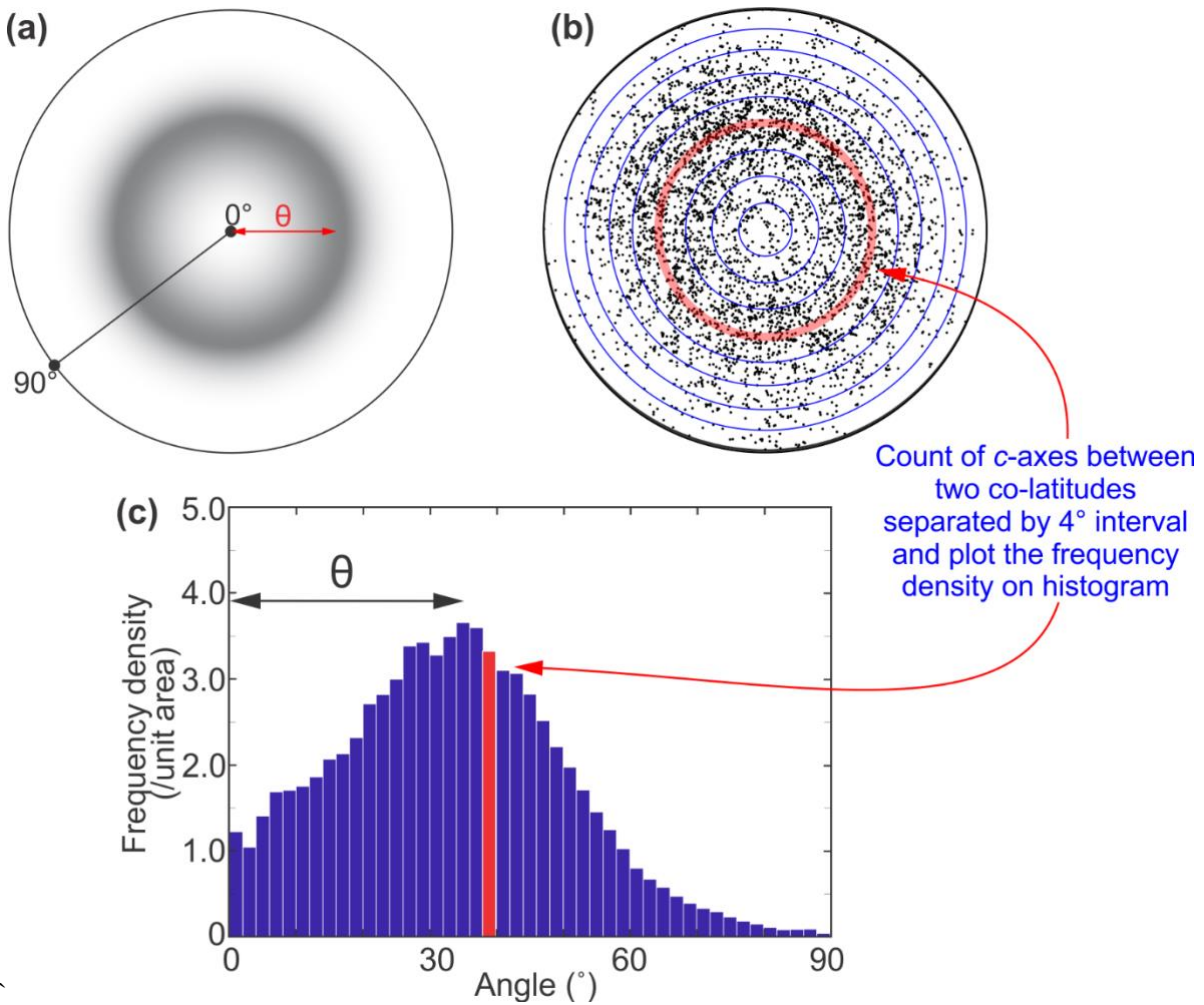 (a)
0°
θ
90°
(b)
Count of c-axes between
two co-latitudes
separated by 4° interval
and plot the frequency
density on histogram
(c)
θ
Frequency density
(/unit area)
5.0
4.0
3.0
2.0
1.0
0
0
30
60
90
Angle (°)